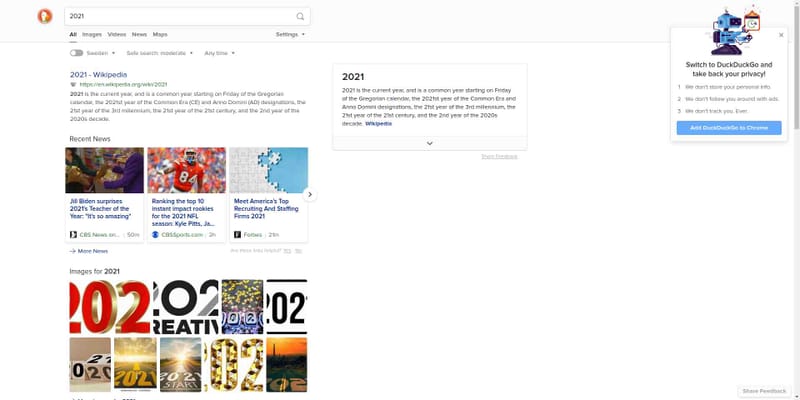 2021
All Images Videos News Maps Settings
Sweden Safe search: moderate Any time
2021 - Wikipedia
https://en.wikipedia.org/wiki/2021
2021 is the current year, and is a common year starting on Friday of the Gregorian
calendar, the 2021st year of the Common Era (CE) and Anno Domini (AD) designations, the
21st year of the 3rd millennium, the 21st year of the 21st century, and the 2nd year of the
2020s decade.
Recent News
Jill Biden surprises
2021's Teacher of the
Year: "It's so amazing"
CBS News on... 50m
Ranking the top 10
instant impact rookies
for the 2021 NFL
season: Kyle Pitts, Ja...
CBSSports.com 2h
Meet America's Top
Recruiting And Staffing
Firms 2021
Forbes 21m
More News
Are these links helpful? Yes No
Images for 2021
202
202
REATIV
2021
202
2021
2021
2021
START
202
2021
2021
is the current year, and is a common year starting on Friday
of the Gregorian calendar, the 2021st year of the Common Era and
Anno Domini designations, the 21st year of the 3rd millennium,
the 21st year of the 21st century, and the 2nd year of the 2020s
decade. Wikipedia
Share Feedback
Switch to DuckDuckGo and
take back your privacy!
1 We don't store your personal info.
2 We don't follow you around with ads.
3 We don't track you. Ever.
Add DuckDuckGo to Chrome
Share Feedback